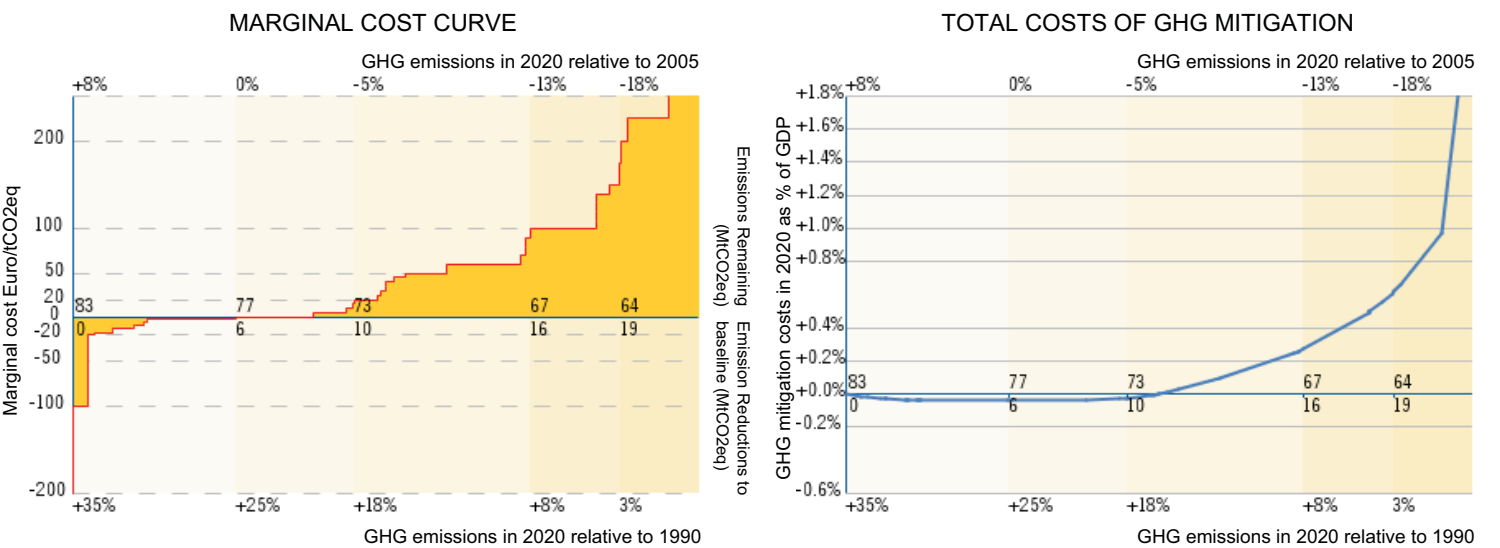 MARGINAL COST CURVE
GHG emissions in 2020 relative to 2005
+8% 0% -5% -13% -18%
Marginal cost Euro/tCO2eq
200
100
50
20
0
-20
-50
-100
-200
83 77 73 67 64
0 6 10 16 19
+35% +25% +18% +8% 3%
GHG emissions in 2020 relative to 1990
Emissions Remaining
(MtCO2eq)
Emission Reductions to
baseline (MtCO2eq)
TOTAL COSTS OF GHG MITIGATION
GHG emissions in 2020 relative to 2005
+8% 0% -5% -13% -18%
GHG mitigation costs in 2020 as % of GDP
+1.8%
+1.6%
+1.4%
+1.2%
+1.0%
+0.8%
+0.4%
+0.2%
+0.0%
-0.2%
-0.6%
83 77 73 67 64
0 6 10 16 19
+35% +25% +18% +8% 3%
GHG emissions in 2020 relative to 1990